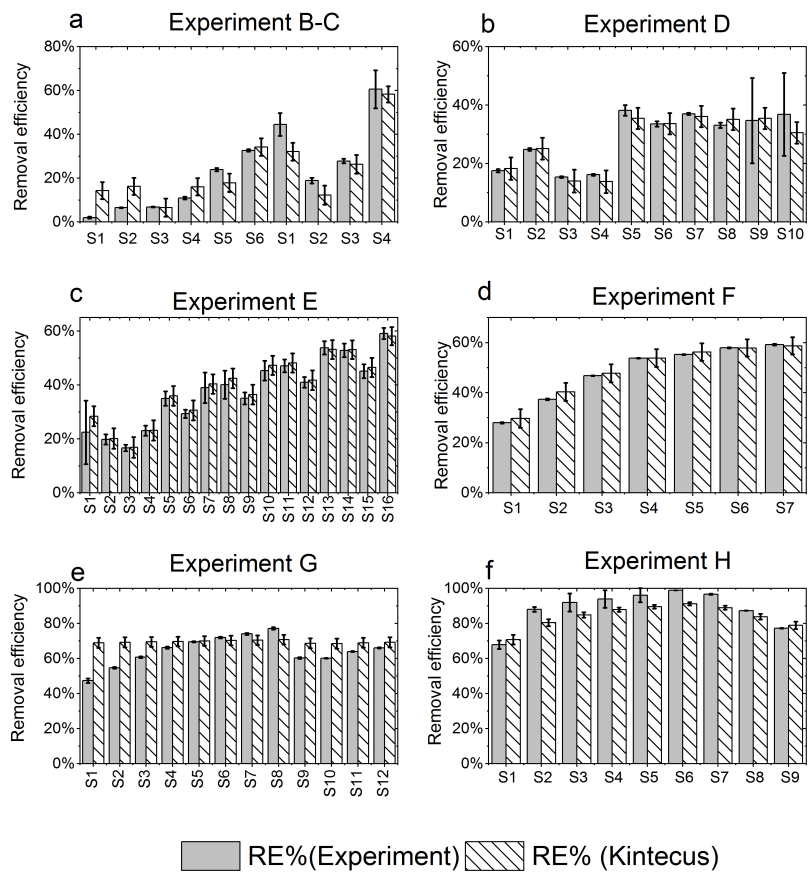 a
Experiment B-C
Removal efficiency
80%
60%
40%
20%
0%
S1 S2 S3 S4 S5 S6 S1 S2 S3 S4
b
Experiment D
Removal efficiency
60%
40%
20%
0%
S1 S2 S3 S4 S5 S6 S7 S8 S9 S10
c
Experiment E
Removal efficiency
60%
40%
20%
0%
S1 S2 S3 S4 S5 S6 S7 S8 S9 S10 S11 S12 S13 S14 S15 S16
d
Experiment F
Removal efficiency
60%
40%
20%
0%
S1 S2 S3 S4 S5 S6 S7
e
Experiment G
Removal efficiency
100%
80%
60%
40%
20%
0%
S1 S2 S3 S4 S5 S6 S7 S8 S9 S10 S11 S12
f
Experiment H
Removal efficiency
100%
80%
60%
40%
20%
0%
S1 S2 S3 S4 S5 S6 S7 S8 S9
RE%(Experiment) RE% (Kintecus)